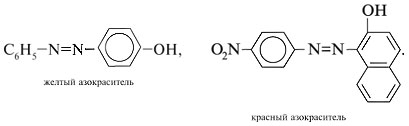 OH
C₆H₅–N=N–OH, O₂N–N=N–.
желтый азокраситель
красный азокраситель